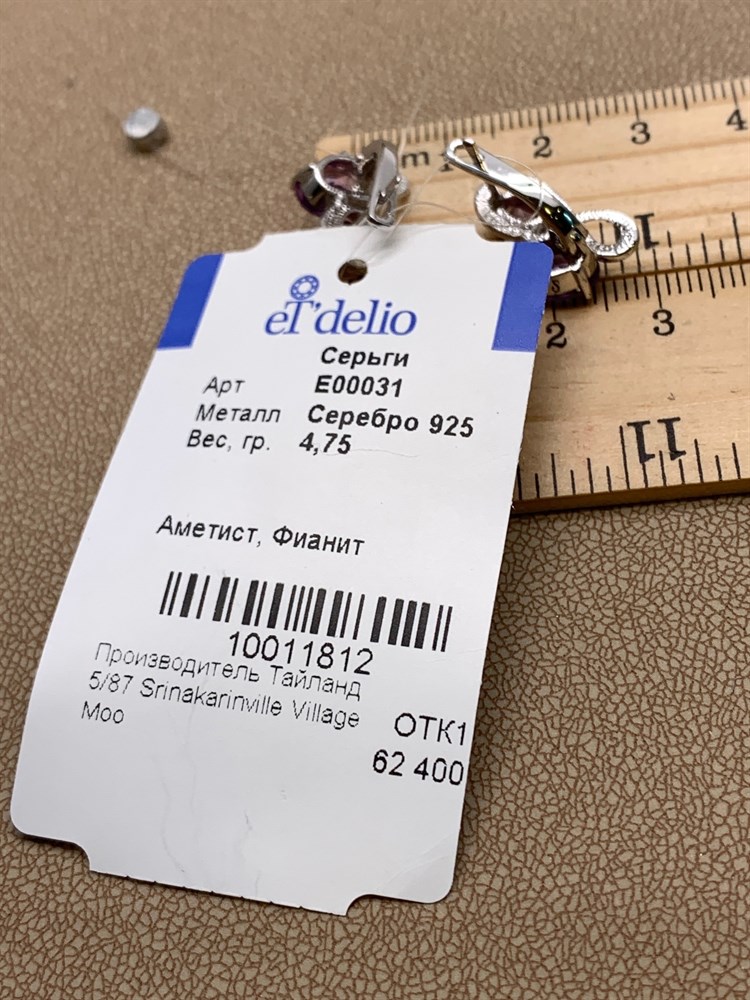 m 1 2 3 4
11
2 3
11
eT'delio
Серьги
Арт E00031
Металл Серебро 925
Вес, гр. 4,75
Аметист, Фианит
10011812
Производитель Тайланд
5/87 Srinakarinville Village
Moo
ОТК1
62 400